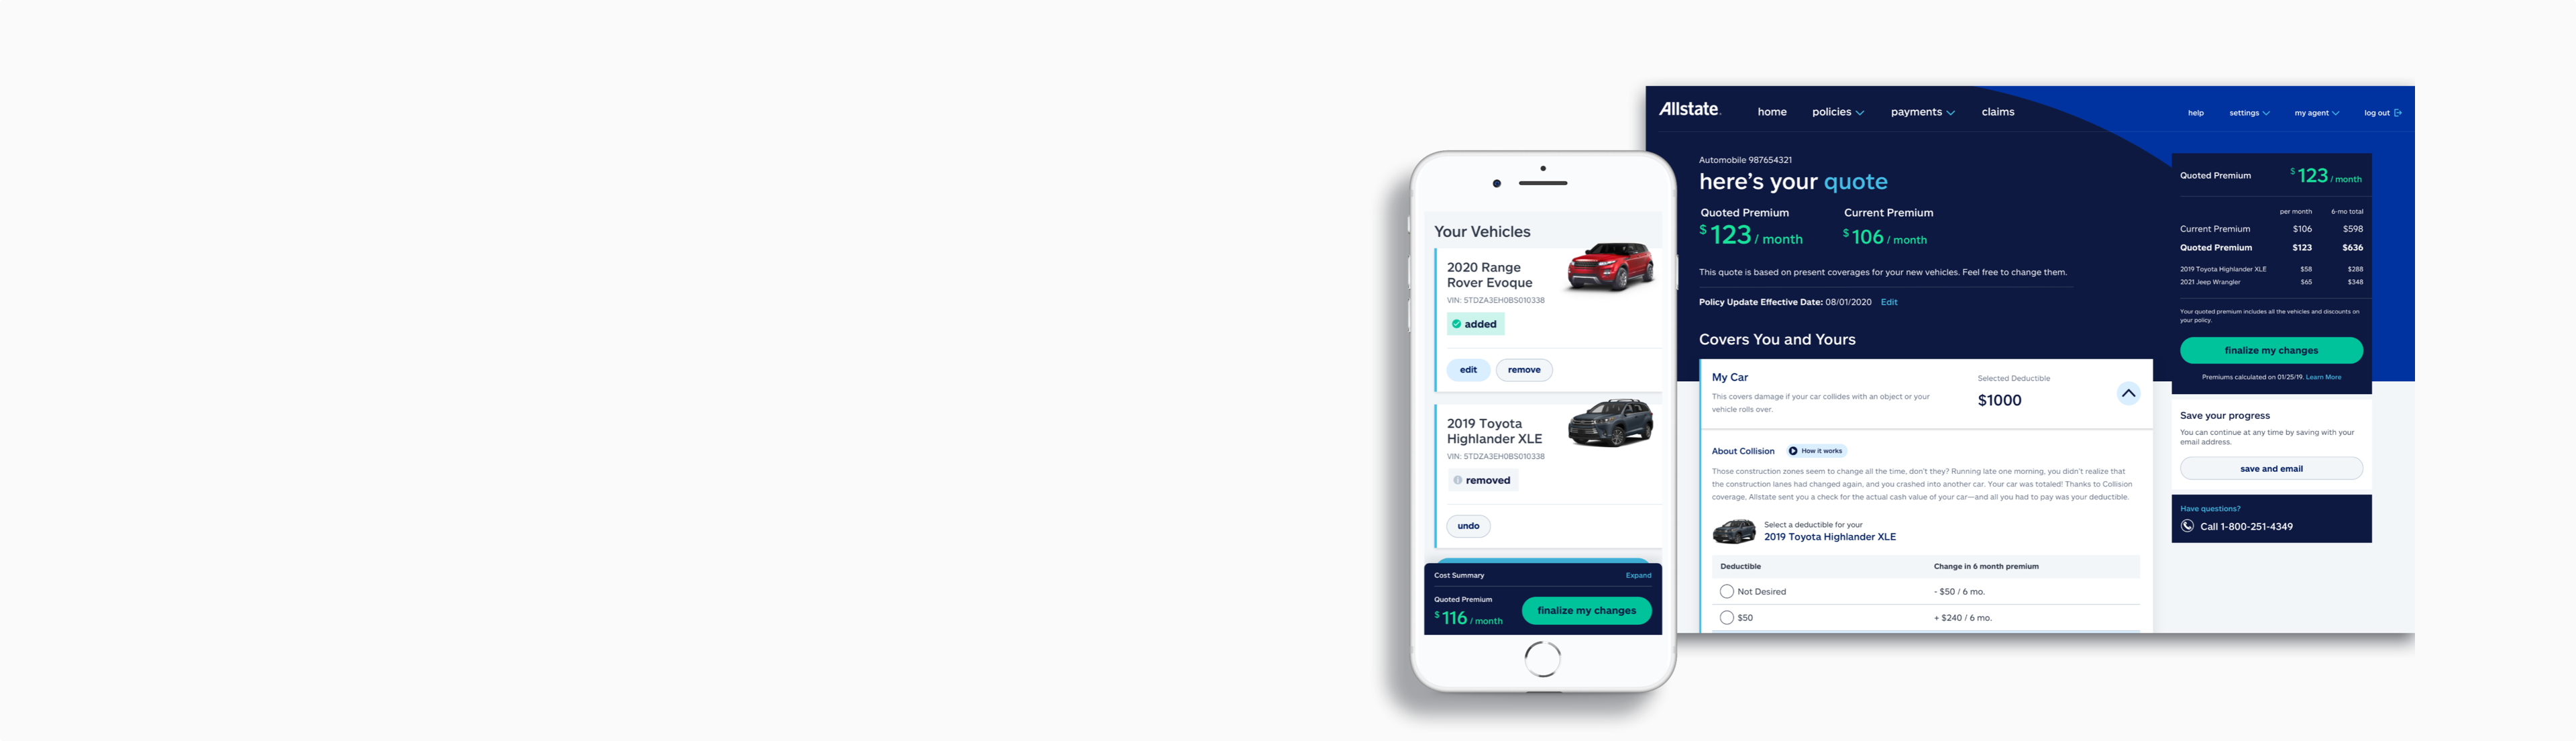 Your Vehicles
2020 Range
Rover Evoque
VIN: 5TDZA3EH0BS010338
added
edit
remove
2019 Toyota
Highlander XLE
VIN: 5TDZA3EH0BS010338
removed
undo
Cost Summary
Expand
Quoted Premium
$116 / month
finalize my changes
Allstate.
home
policies
payments
claims
help
settings
my agent
log out
Automobile 987654321
here's your quote
Quoted Premium
Current Premium
$123 / month
$106 / month
This quote is based on present coverages for your new vehicles. Feel free to change them.
Policy Update Effective Date: 08/01/2020 Edit
Covers You and Yours
My Car
This covers damage if your car collides with an object or your
vehicle rolls over.
Selected Deductible
$1000
About Collision
How it works
Those construction zones seem to change all the time, don't they? Running late one morning, you didn't realize that
the construction lanes had changed again, and you crashed into another car. Your car was totaled! Thanks to Collision
coverage, Allstate sent you a check for the actual cash value of your car—and all you had to pay was your deductible.
Select a deductible for your
2019 Toyota Highlander XLE
Deductible
Change in 6 month premium
Not Desired
- $50 / 6 mo.
$50
+ $240 / 6 mo.
Quoted Premium
$123 / month
per month
6-mo total
Current Premium $106 $598
Quoted Premium $123 $636
2019 Toyota Highlander XLE $58 $288
2021 Jeep Wrangler $65 $348
Your quoted premium includes all the vehicles and discounts on
your policy.
finalize my changes
Premiums calculated on 01/25/19. Learn More
Save your progress
You can continue at any time by saving with your
email address.
save and email
Have questions?
Call 1-800-251-4349